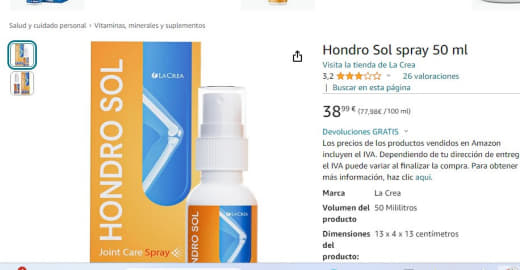 Salud y cuidado personal › Vitaminas, minerales y suplementos
HONDRO SOL
LACREA
Joint Care Spray
HONDRO SOL
LACREA
Hondro Sol spray 50 ml
Visita la tienda de La Crea
3,2
26 valoraciones
| Buscar en esta página
38,99 € (77,98€ /100 ml)
Devoluciones GRATIS
Los precios de los productos vendidos en Amazon
incluyen el IVA. Dependiendo de tu dirección de entreg
el IVA puede variar al finalizar la compra. Para obtener
más información, haz clic aquí.
Marca La Crea
Volumen del 50 Mililitros
producto
Dimensiones 13 x 4 x 13 centímetros
del
producto: